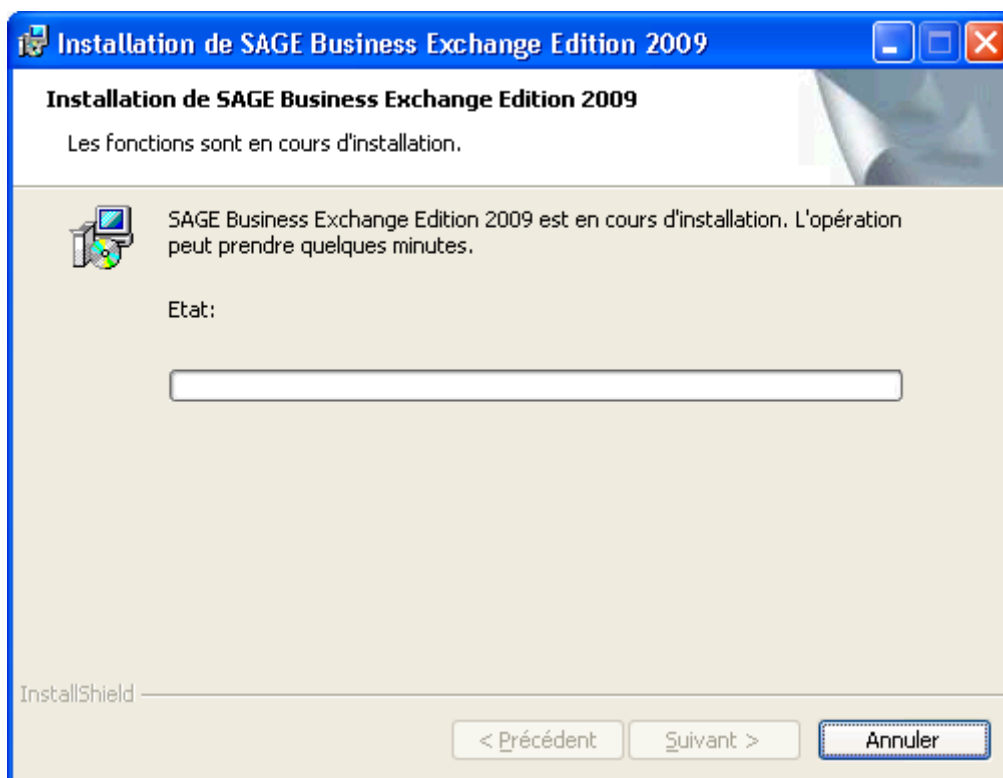 Installation de SAGE Business Exchange Edition 2009
Installation de SAGE Business Exchange Edition 2009
Les fonctions sont en cours d'installation.
SAGE Business Exchange Edition 2009 est en cours d'installation. L'opération
peut prendre quelques minutes.
Etat:
InstallShield
< Précédent
Suivant >
Annuler